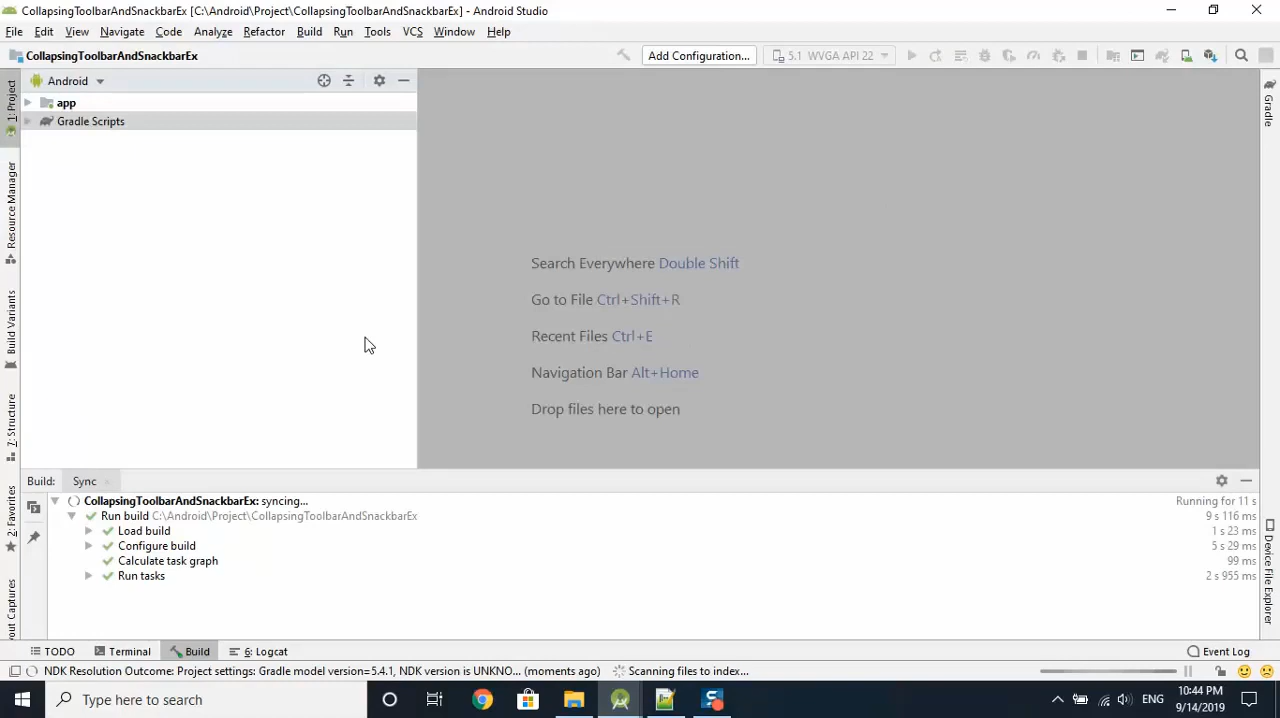 CollapsingToolbarAndSnackbarEx [C:\Android\Project\CollapsingToolbarAndSnackbarEx] - Android Studio
File Edit View Navigate Code Analyze Refactor Build Run Tools VCS Window Help
CollapsingToolbarAndSnackbarEx Add Configuration... 5.1 WVGA API 22
1: Project
Android
app
Gradle Scripts
Gradle
Resource Manager
Build Variants
7: Structure
2: Favorites
out Captures
Search Everywhere Double Shift
Go to File Ctrl+Shift+R
Recent Files Ctrl+E
Navigation Bar Alt+Home
Drop files here to open
Build: Sync
CollapsingToolbarAndSnackbarEx: syncing... Running for 11 s
Run build C:\Android\Project\CollapsingToolbarAndSnackbarEx 9 s 116 ms
Load build 1 s 23 ms
Configure build 5 s 29 ms
Calculate task graph 99 ms
Run tasks 2 s 955 ms
Device File Explorer
TODO Terminal Build 6: Logcat Event Log
NDK Resolution Outcome: Project settings: Gradle model version=5.4.1, NDK version is UNKNO... (moments ago) Scanning files to index...
Type here to search ENG 10:44 PM
9/14/2019